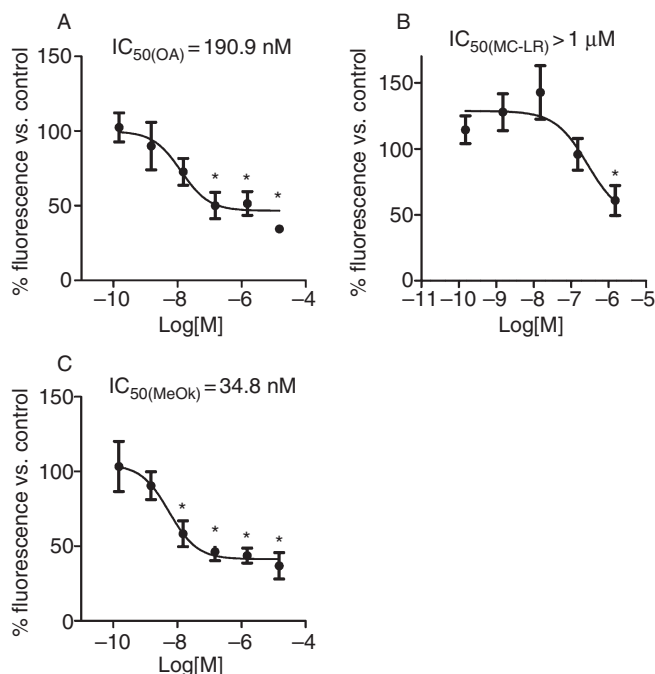 A
IC50(OA) = 190.9 nM
% fluorescence vs. control
150
100
50
0
–10 –8 –6 –4
Log[M]
* * *
B
IC50(MC-LR) > 1 µM
% fluorescence vs. control
150
100
50
0
–11 –10 –9 –8 –7 –6 –5
Log[M]
*
C
IC50(MeOk) = 34.8 nM
% fluorescence vs. control
150
100
50
0
–10 –8 –6 –4
Log[M]
* * * *